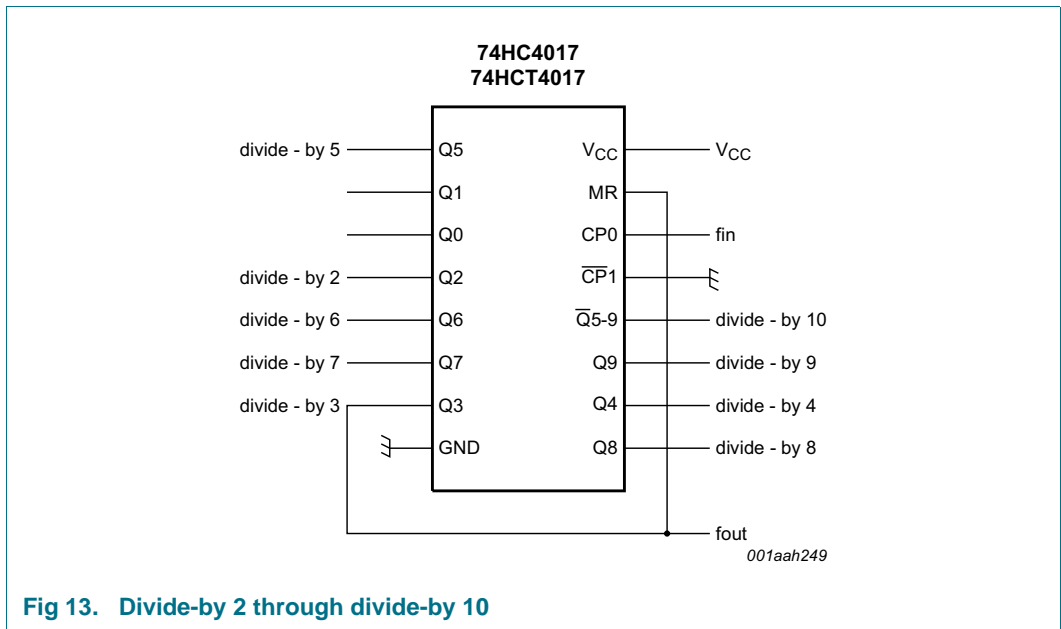 74HC4017
74HCT4017
divide - by 5 Q5 VCC VCC
Q1 MR
Q0 CP0 fin
divide - by 2 Q2 C̅P̅1
divide - by 6 Q6 Q̅5-9 divide - by 10
divide - by 7 Q7 Q9 divide - by 9
divide - by 3 Q3 Q4 divide - by 4
GND Q8 divide - by 8
fout
001aah249
Fig 13. Divide-by 2 through divide-by 10